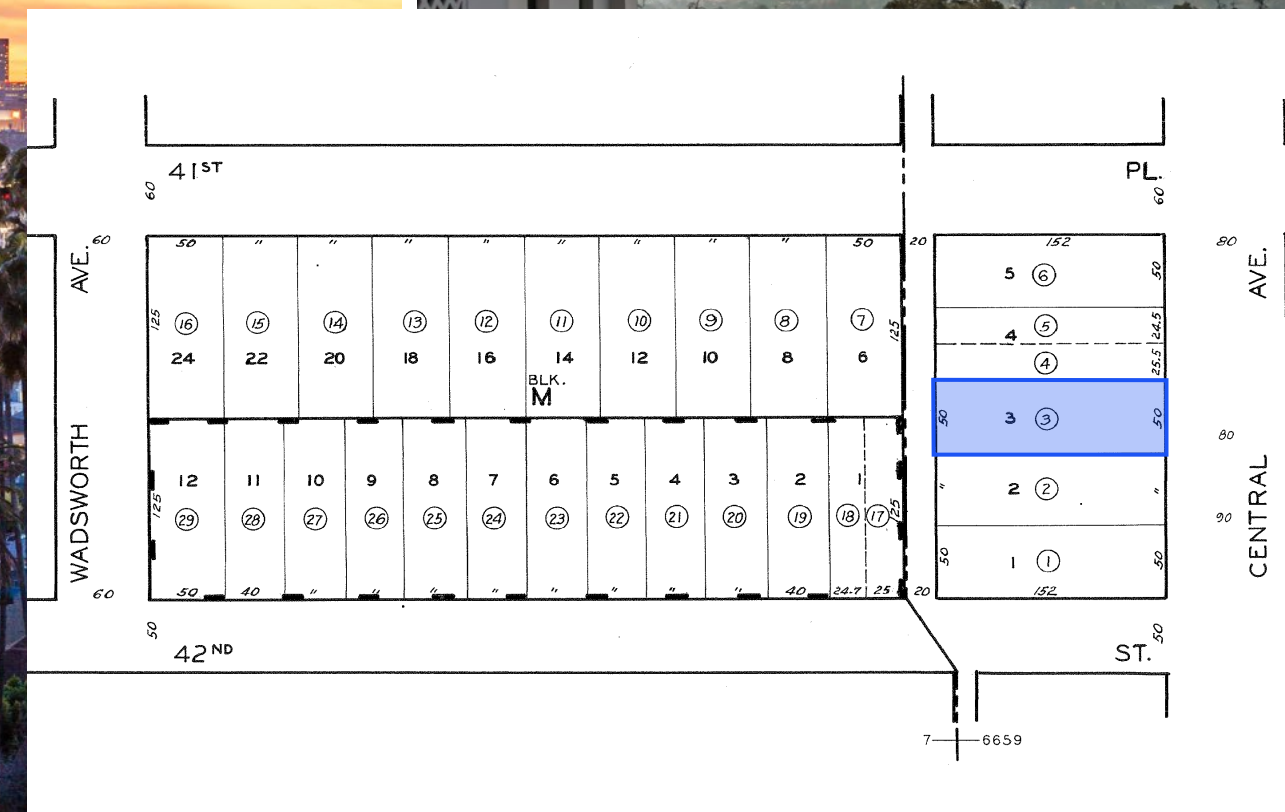 41ST PL.
60 60
AVE. 60 50 " " " " " " " " 50 20 152 80 AVE.
5 6 50
125 16 15 14 13 12 11 10 9 8 7 125 4 5 24.5
24 22 20 18 16 14 12 10 8 6 4 25.5
BLK.
M
50 3 3 50
80
WADSWORTH 12 11 10 9 8 7 6 5 4 3 2 1 " 2 2 " CENTRAL
125 29 28 27 26 25 24 23 22 21 20 19 18 17 125 90
50 1 1 50
60 50 40 " " " " " " " " 40 24.7 25 20 152
50 50
42ND ST.
7 6659